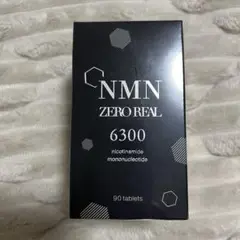 NMN
ZERO REAL
6300
nicotinamide
mononucleotide
90 tablets